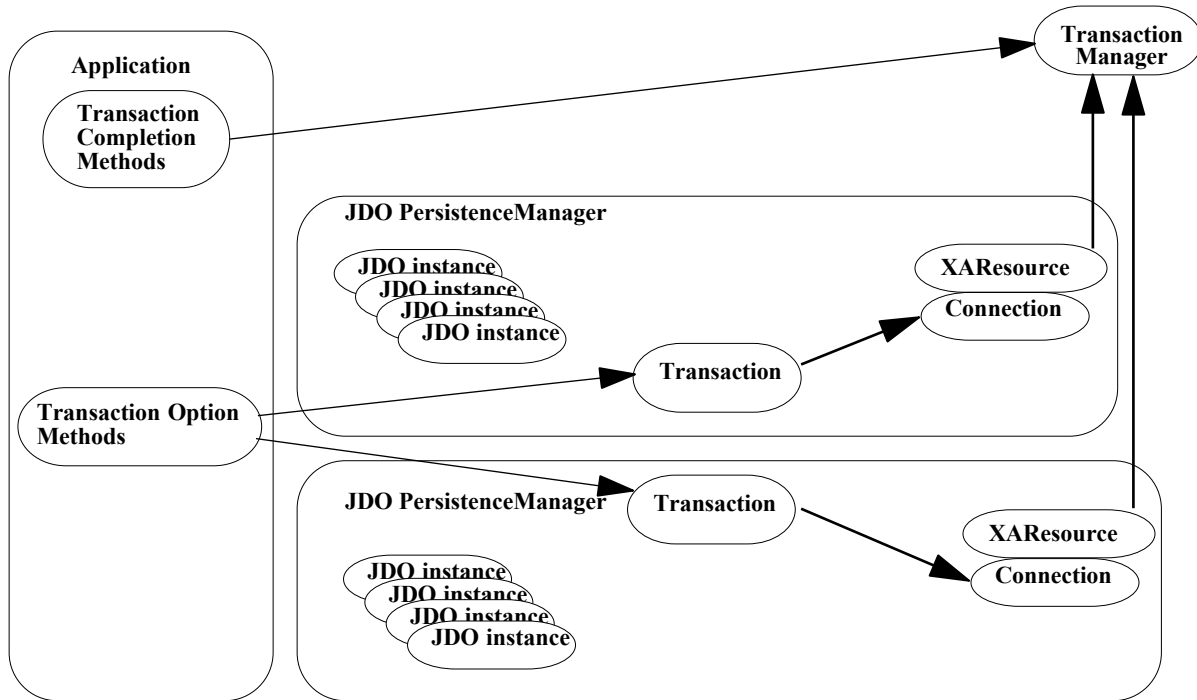 Transaction
Manager
Application
Transaction
Completion
Methods
JDO PersistenceManager
JDO instance
JDO instance
JDO instance
JDO instance
XAResource
Connection
Transaction
Transaction Option
Methods
JDO PersistenceManager
Transaction
XAResource
Connection
JDO instance
JDO instance
JDO instance
JDO instance